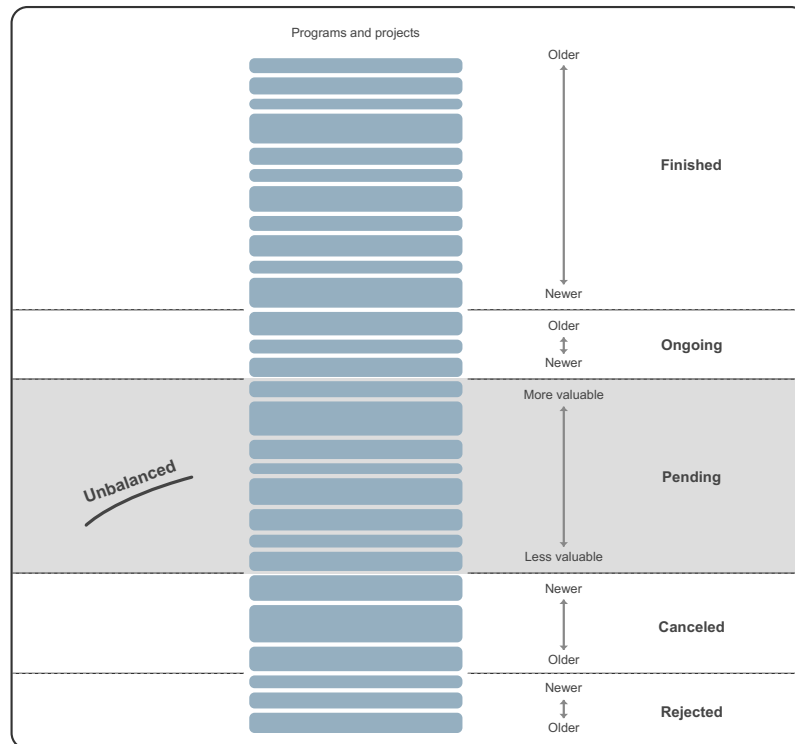 Programs and projects
Older
Finished
Newer
Older
Ongoing
Newer
More valuable
Unbalanced
Pending
Less valuable
Newer
Canceled
Older
Newer
Rejected
Older